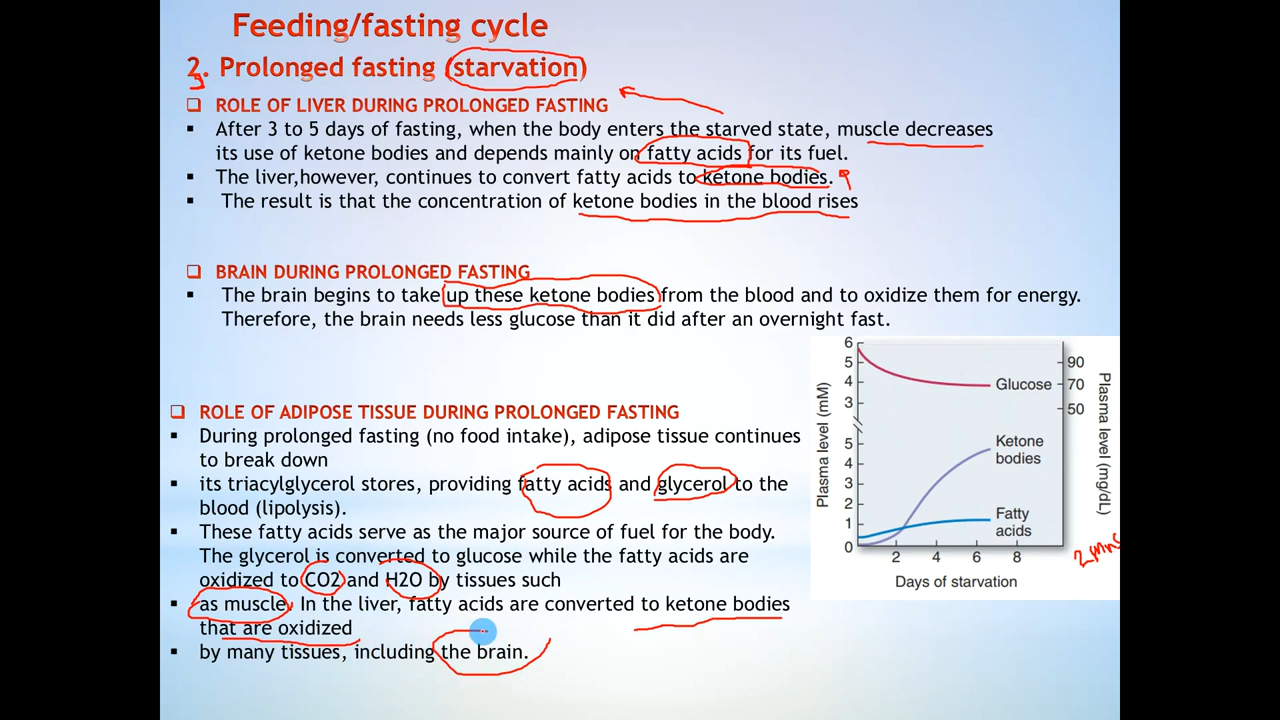 Feeding/fasting cycle
2. Prolonged fasting (starvation)
3
❑ ROLE OF LIVER DURING PROLONGED FASTING
▪ After 3 to 5 days of fasting, when the body enters the starved state, muscle decreases
its use of ketone bodies and depends mainly on fatty acids for its fuel.
▪ The liver,however, continues to convert fatty acids to ketone bodies.
▪ The result is that the concentration of ketone bodies in the blood rises
❑ BRAIN DURING PROLONGED FASTING
▪ The brain begins to take up these ketone bodies from the blood and to oxidize them for energy.
Therefore, the brain needs less glucose than it did after an overnight fast.
❑ ROLE OF ADIPOSE TISSUE DURING PROLONGED FASTING
▪ During prolonged fasting (no food intake), adipose tissue continues
to break down
▪ its triacylglycerol stores, providing fatty acids and glycerol to the
blood (lipolysis).
▪ These fatty acids serve as the major source of fuel for the body.
The glycerol is converted to glucose while the fatty acids are
oxidized to CO2 and H2O by tissues such
▪ as muscle. In the liver, fatty acids are converted to ketone bodies
that are oxidized
▪ by many tissues, including the brain.
Plasma level (mM)
6
5
4
3
5
4
3
2
1
0
Glucose
Ketone
bodies
Fatty
acids
90
70
50
Plasma level (mg/dL)
2 4 6 8
Days of starvation